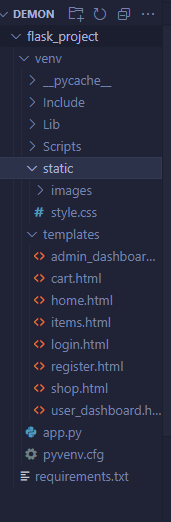 DEMON
flask_project
venv
__pycache__
Include
Lib
Scripts
static
images
# style.css
templates
<> admin_dashboar...
<> cart.html
<> home.html
<> items.html
<> login.html
<> register.html
<> shop.html
<> user_dashboard.h...
app.py
pyvenv.cfg
requirements.txt